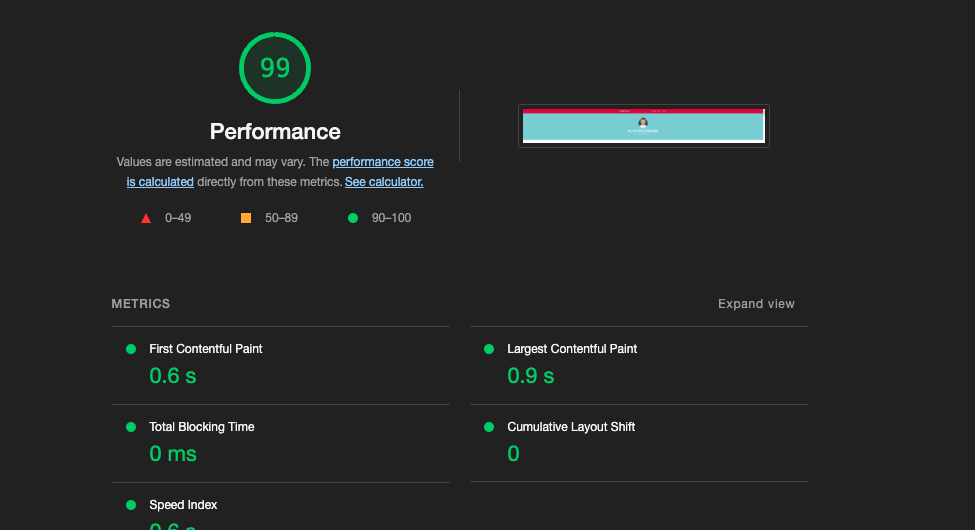 99
Performance
Values are estimated and may vary. The performance score
is calculated directly from these metrics. See calculator.
0–49
50–89
90–100
METRICS
Expand view
First Contentful Paint
0.6 s
Largest Contentful Paint
0.9 s
Total Blocking Time
0 ms
Cumulative Layout Shift
0
Speed Index
0.6 s